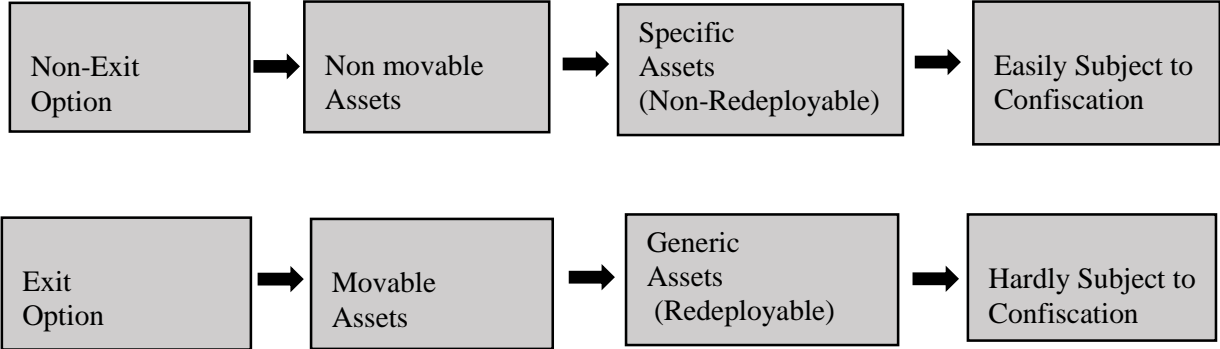 Non-Exit
Option
Non movable
Assets
Specific
Assets
(Non-Redeployable)
Easily Subject to
Confiscation
Exit
Option
Movable
Assets
Generic
Assets
(Redeployable)
Hardly Subject to
Confiscation